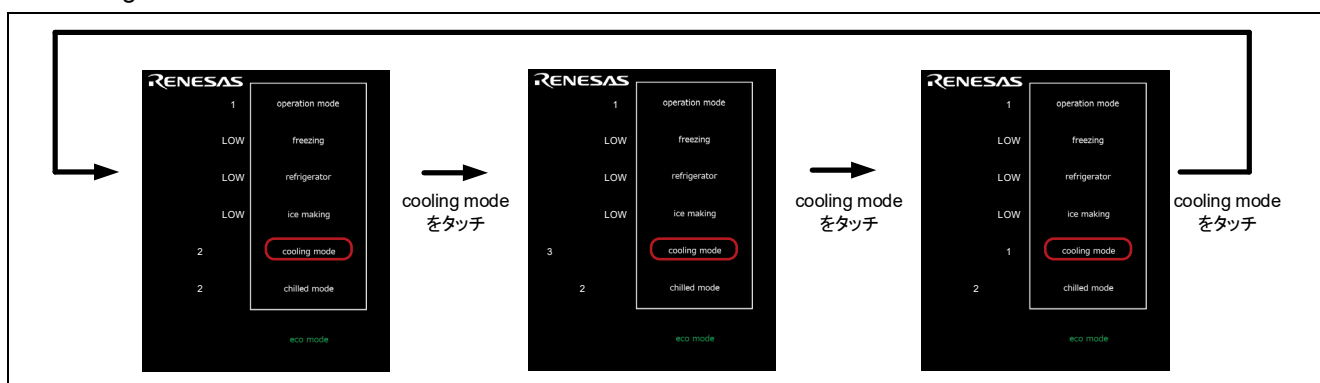 RENESAS
1 operation mode
LOW freezing
LOW refrigerator
LOW ice making
2 cooling mode
2 chilled mode
eco mode
cooling mode
をタッチ
RENESAS
1 operation mode
LOW freezing
LOW refrigerator
LOW ice making
3 cooling mode
2 chilled mode
eco mode
cooling mode
をタッチ
RENESAS
1 operation mode
LOW freezing
LOW refrigerator
LOW ice making
1 cooling mode
2 chilled mode
eco mode
cooling mode
をタッチ